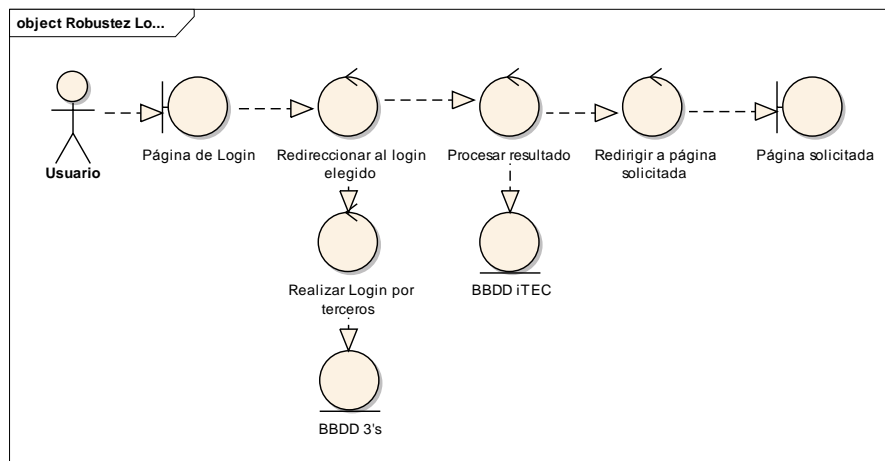 object Robustez Lo...
Usuario
Página de Login
Redireccionar al login
elegido
Procesar resultado
Redirigir a página
solicitada
Página solicitada
Realizar Login por
terceros
BBDD iTEC
BBDD 3's